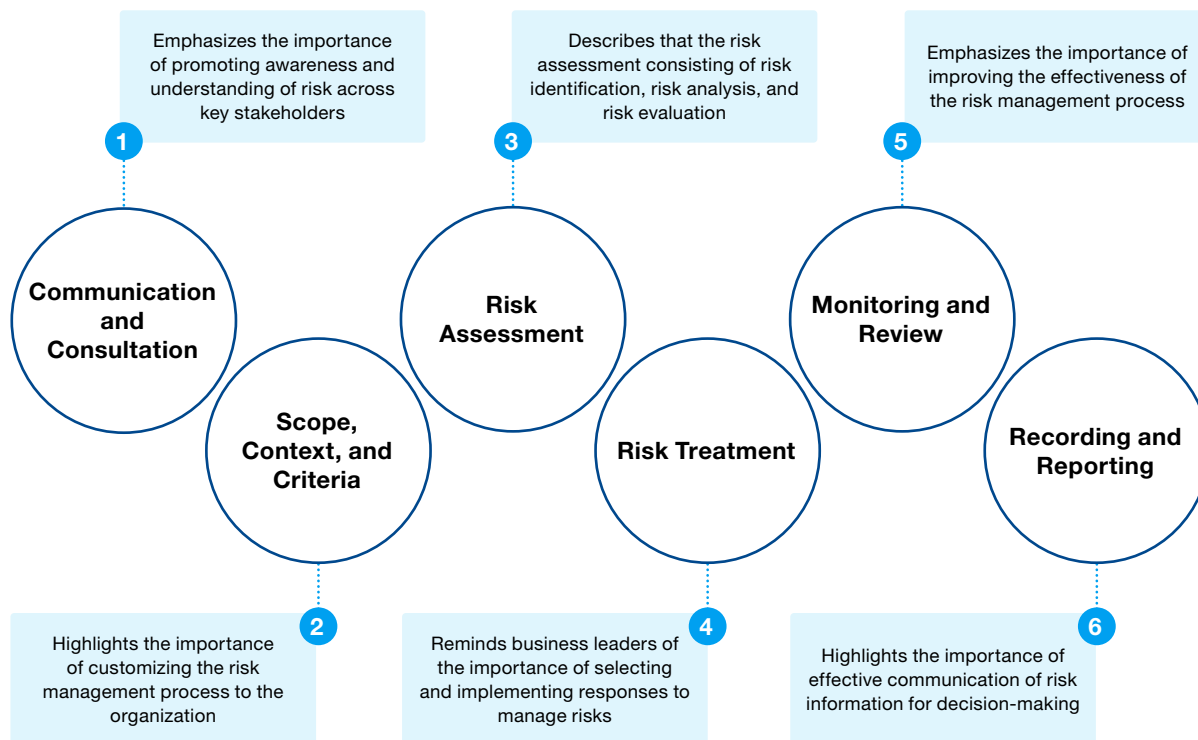 Emphasizes the importance
of promoting awareness and
understanding of risk across
key stakeholders
1
Communication
and
Consultation
Scope,
Context, and
Criteria
2
Highlights the importance
of customizing the risk
management process to the
organization
Describes that the risk
assessment consisting of risk
identification, risk analysis, and
risk evaluation
3
Risk
Assessment
Risk Treatment
4
Reminds business leaders of
the importance of selecting
and implementing responses to
manage risks
Emphasizes the importance of
improving the effectiveness of
the risk management process
5
Monitoring and
Review
Recording and
Reporting
6
Highlights the importance of
effective communication of risk
information for decision-making